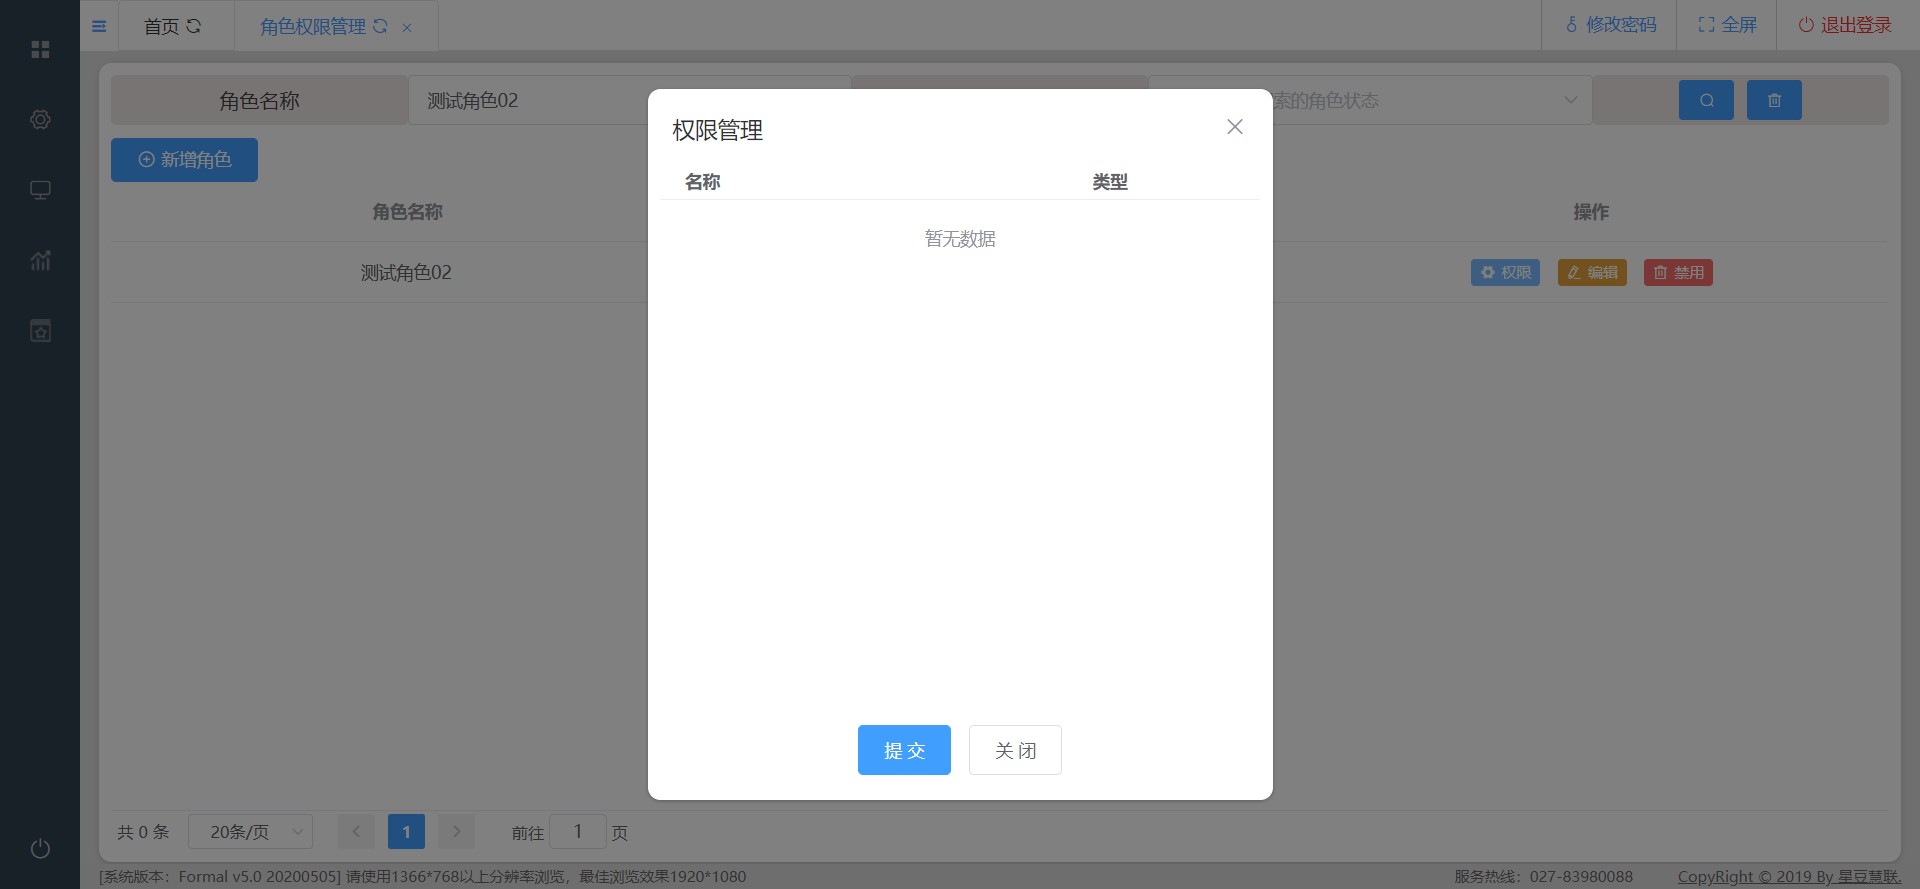 首页
角色权限管理
修改密码
全屏
退出登录
角色名称
测试角色02
索的角色状态
新增角色
角色名称
操作
测试角色02
权限
编辑
禁用
权限管理
名称
类型
暂无数据
提 交
关 闭
共 0 条
20条/页
1
前往 1 页
[系统版本：Formal v5.0 20200505] 请使用1366*768以上分辨率浏览，最佳浏览效果1920*1080
服务热线：027-83980088
CopyRight © 2019 By 星豆慧联.